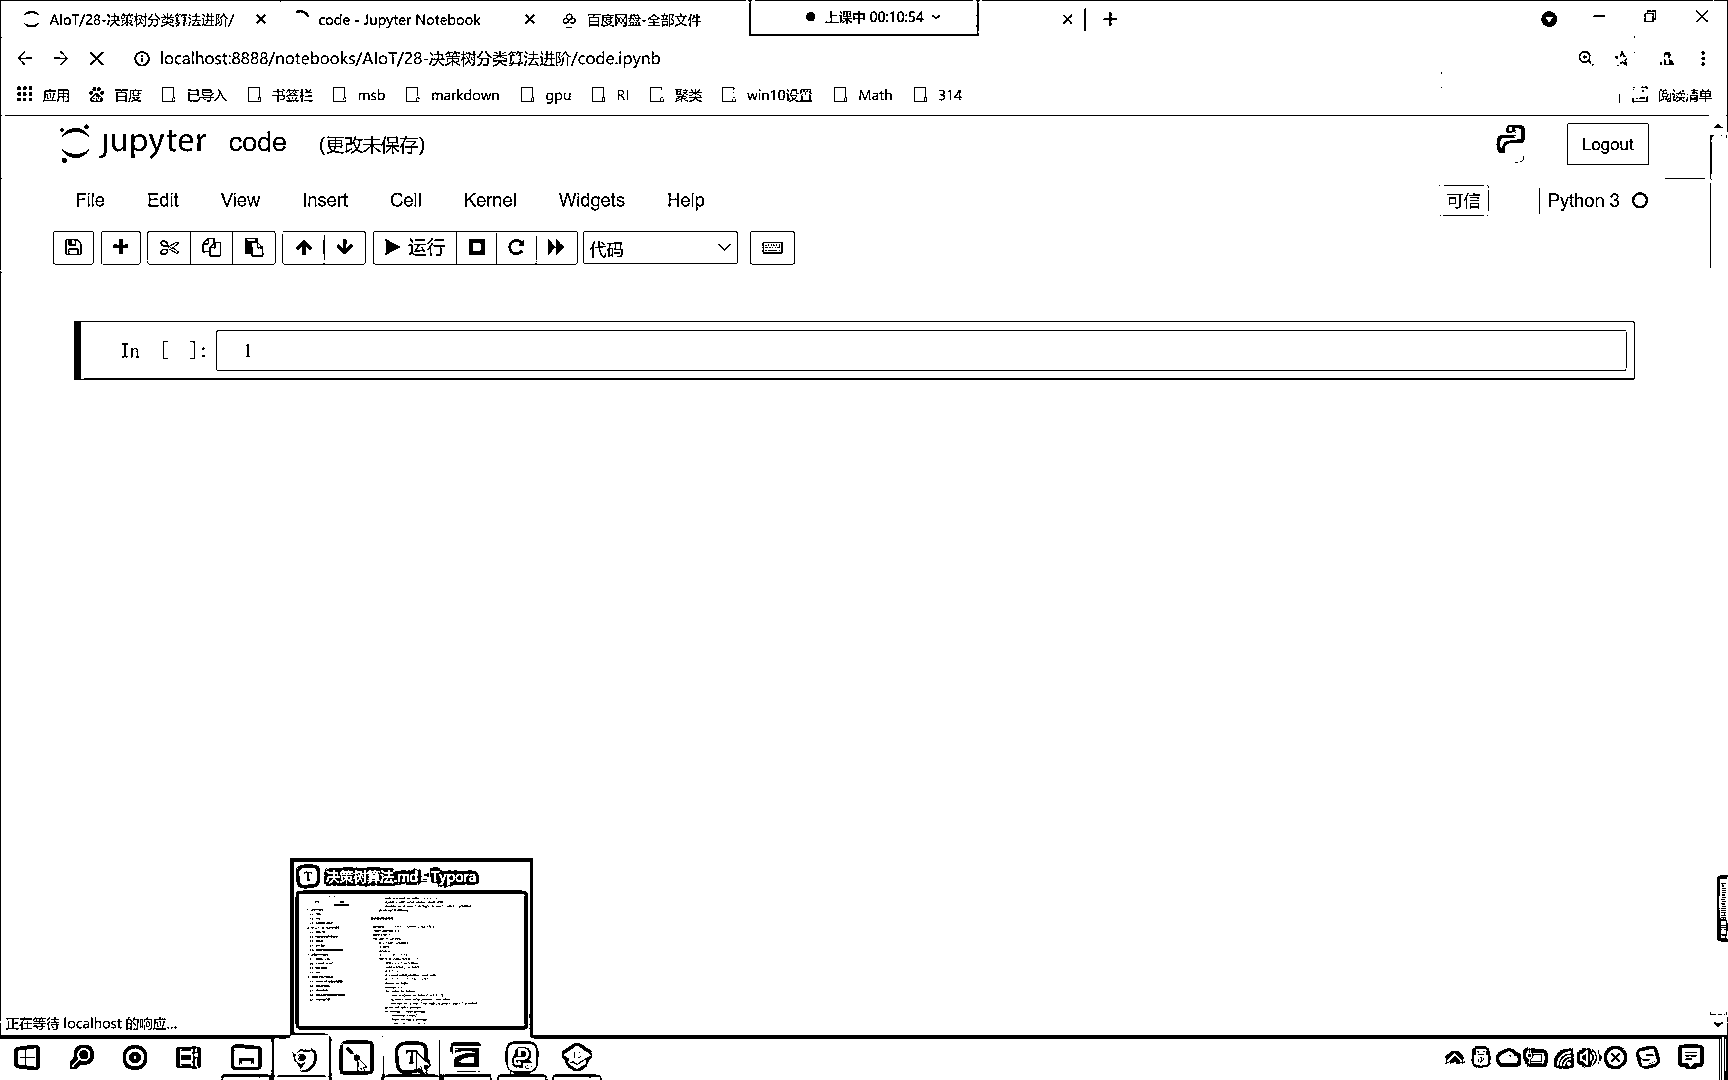 AIoT/28-决策树分类算法进阶/
code - Jupyter Notebook
百度网盘-全部文件
上课中 00:10:54
localhost:8888/notebooks/AIoT/28-决策树分类算法进阶/code.ipynb
应用 百度 已导入 书签栏 msb markdown gpu RI 聚类 win10设置 Math 314 阅读清单
jupyter code (更改未保存)
Logout
File Edit View Insert Cell Kernel Widgets Help 可信 Python 3
运行 代码
In [ ]: 1
决策树算法.md - Typora
正在等待 localhost 的响应...